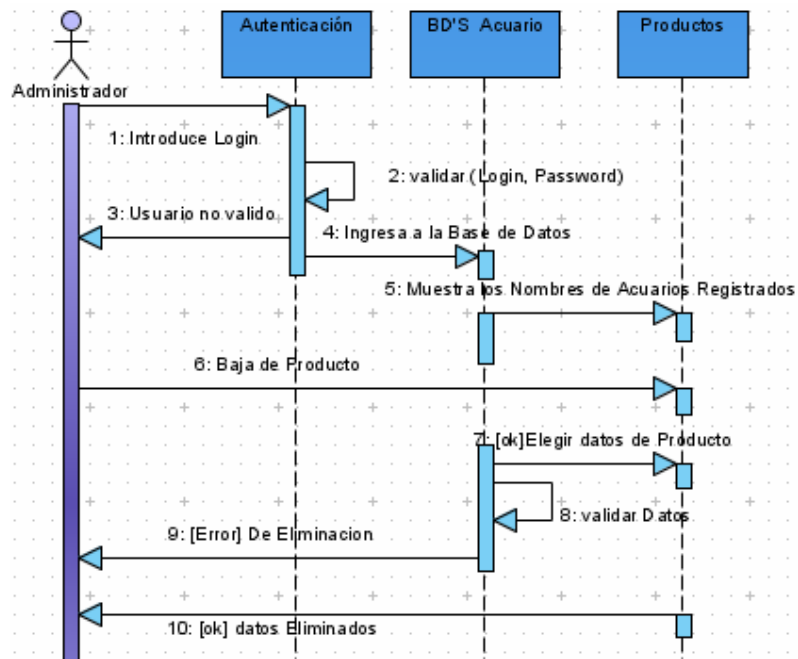 Autenticación
BD'S Acuario
Productos
Administrador
1: Introduce Login
2: validar (Login, Password)
3: Usuario no valido
4: Ingresa a la Base de Datos
5: Muestra los Nombres de Acuarios Registrados
6: Baja de Producto
7: [ok]Elegir datos de Producto
8: validar Datos
9: [Error] De Eliminacion
10: [ok] datos Eliminados